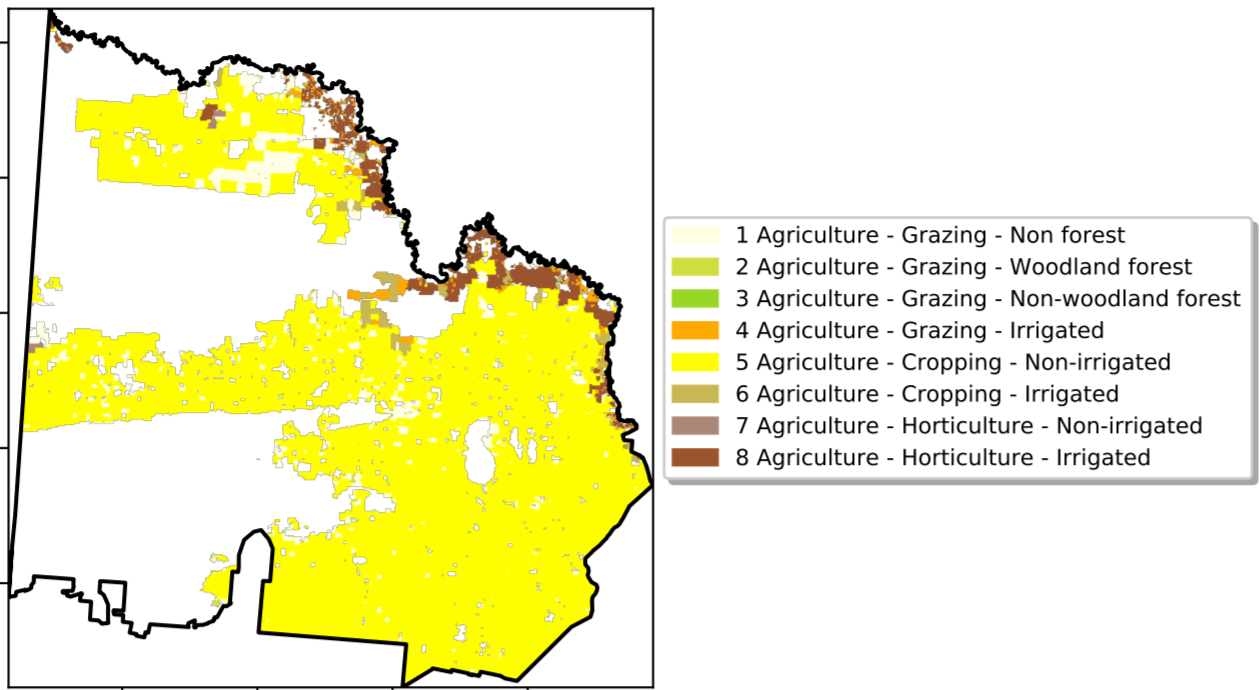 1 Agriculture - Grazing - Non forest
2 Agriculture - Grazing - Woodland forest
3 Agriculture - Grazing - Non-woodland forest
4 Agriculture - Grazing - Irrigated
5 Agriculture - Cropping - Non-irrigated
6 Agriculture - Cropping - Irrigated
7 Agriculture - Horticulture - Non-irrigated
8 Agriculture - Horticulture - Irrigated